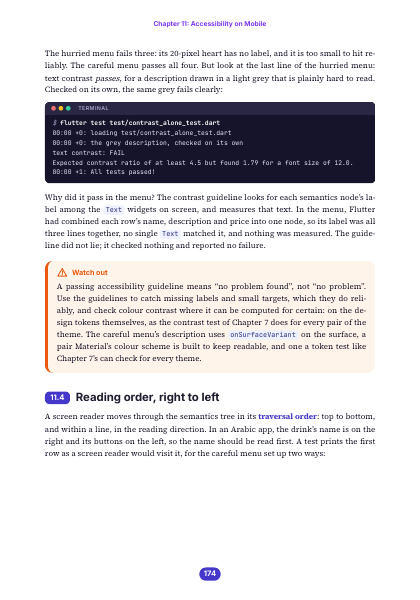 Chapter 11: Accessibility on Mobile
The hurried menu fails three: its 20-pixel heart has no label, and it is too small to hit re-
liably. The careful menu passes all four. But look at the last line of the hurried menu:
text contrast passes, for a description drawn in a light grey that is plainly hard to read.
Checked on its own, the same grey fails clearly:
TERMINAL
$ flutter test test/contrast_alone_test.dart
00:00 +0: loading test/contrast_alone_test.dart
00:00 +0: the grey description, checked on its own
text contrast: FAIL
Expected contrast ratio of at least 4.5 but found 1.79 for a font size of 12.0.
00:00 +1: All tests passed!
Why did it pass in the menu? The contrast guideline looks for each semantics node's la-
bel among the Text widgets on screen, and measures that text. In the menu, Flutter
had combined each row's name, description and price into one node, so its label was all
three lines together, no single Text matched it, and nothing was measured. The guide-
line did not lie; it checked nothing and reported no failure.
Watch out
A passing accessibility guideline means "no problem found", not "no problem".
Use the guidelines to catch missing labels and small targets, which they do reli-
ably, and check colour contrast where it can be computed for certain: on the de-
sign tokens themselves, as the contrast test of Chapter 7 does for every pair of the
theme. The careful menu's description uses onSurfaceVariant on the surface, a
pair Material's colour scheme is built to keep readable, and one a token test like
Chapter 7's can check for every theme.
11.4 Reading order, right to left
A screen reader moves through the semantics tree in its traversal order: top to bottom,
and within a line, in the reading direction. In an Arabic app, the drink's name is on the
right and its buttons on the left, so the name should be read first. A test prints the first
row as a screen reader would visit it, for the careful menu set up two ways:
174